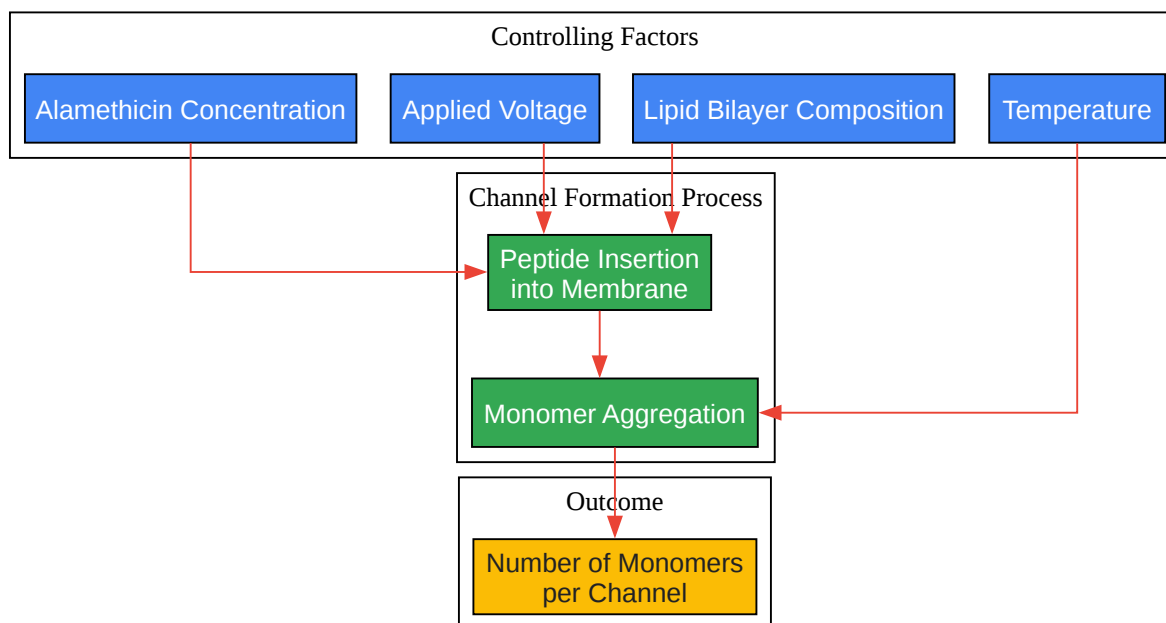 Controlling Factors
Alamethicin Concentration
Applied Voltage
Lipid Bilayer Composition
Temperature
Channel Formation Process
Peptide Insertion
into Membrane
Monomer Aggregation
Outcome
Number of Monomers
per Channel